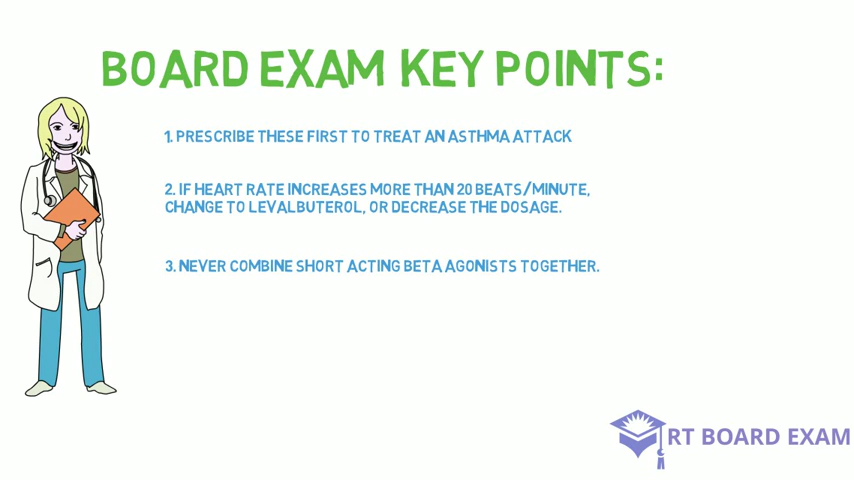 BOARD EXAM KEY POINTS:
1. PRESCRIBE THESE FIRST TO TREAT AN ASTHMA ATTACK
2. IF HEART RATE INCREASES MORE THAN 20 BEATS/MINUTE,
CHANGE TO LEVALBUTEROL, OR DECREASE THE DOSAGE.
3. NEVER COMBINE SHORT ACTING BETA AGONISTS TOGETHER.
RT BOARD EXAM